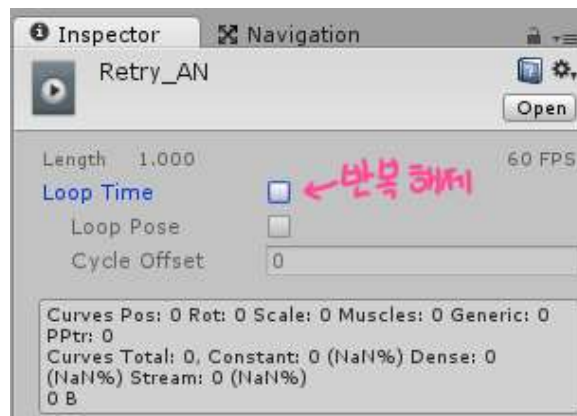 Inspector Navigation
Retry_AN
Open
Length 1.000 60 FPS
Loop Time ←반복 해제
Loop Pose
Cycle Offset 0
Curves Pos: 0 Rot: 0 Scale: 0 Muscles: 0 Generic: 0
PPtr: 0
Curves Total: 0, Constant: 0 (NaN%) Dense: 0
(NaN%) Stream: 0 (NaN%)
0 B